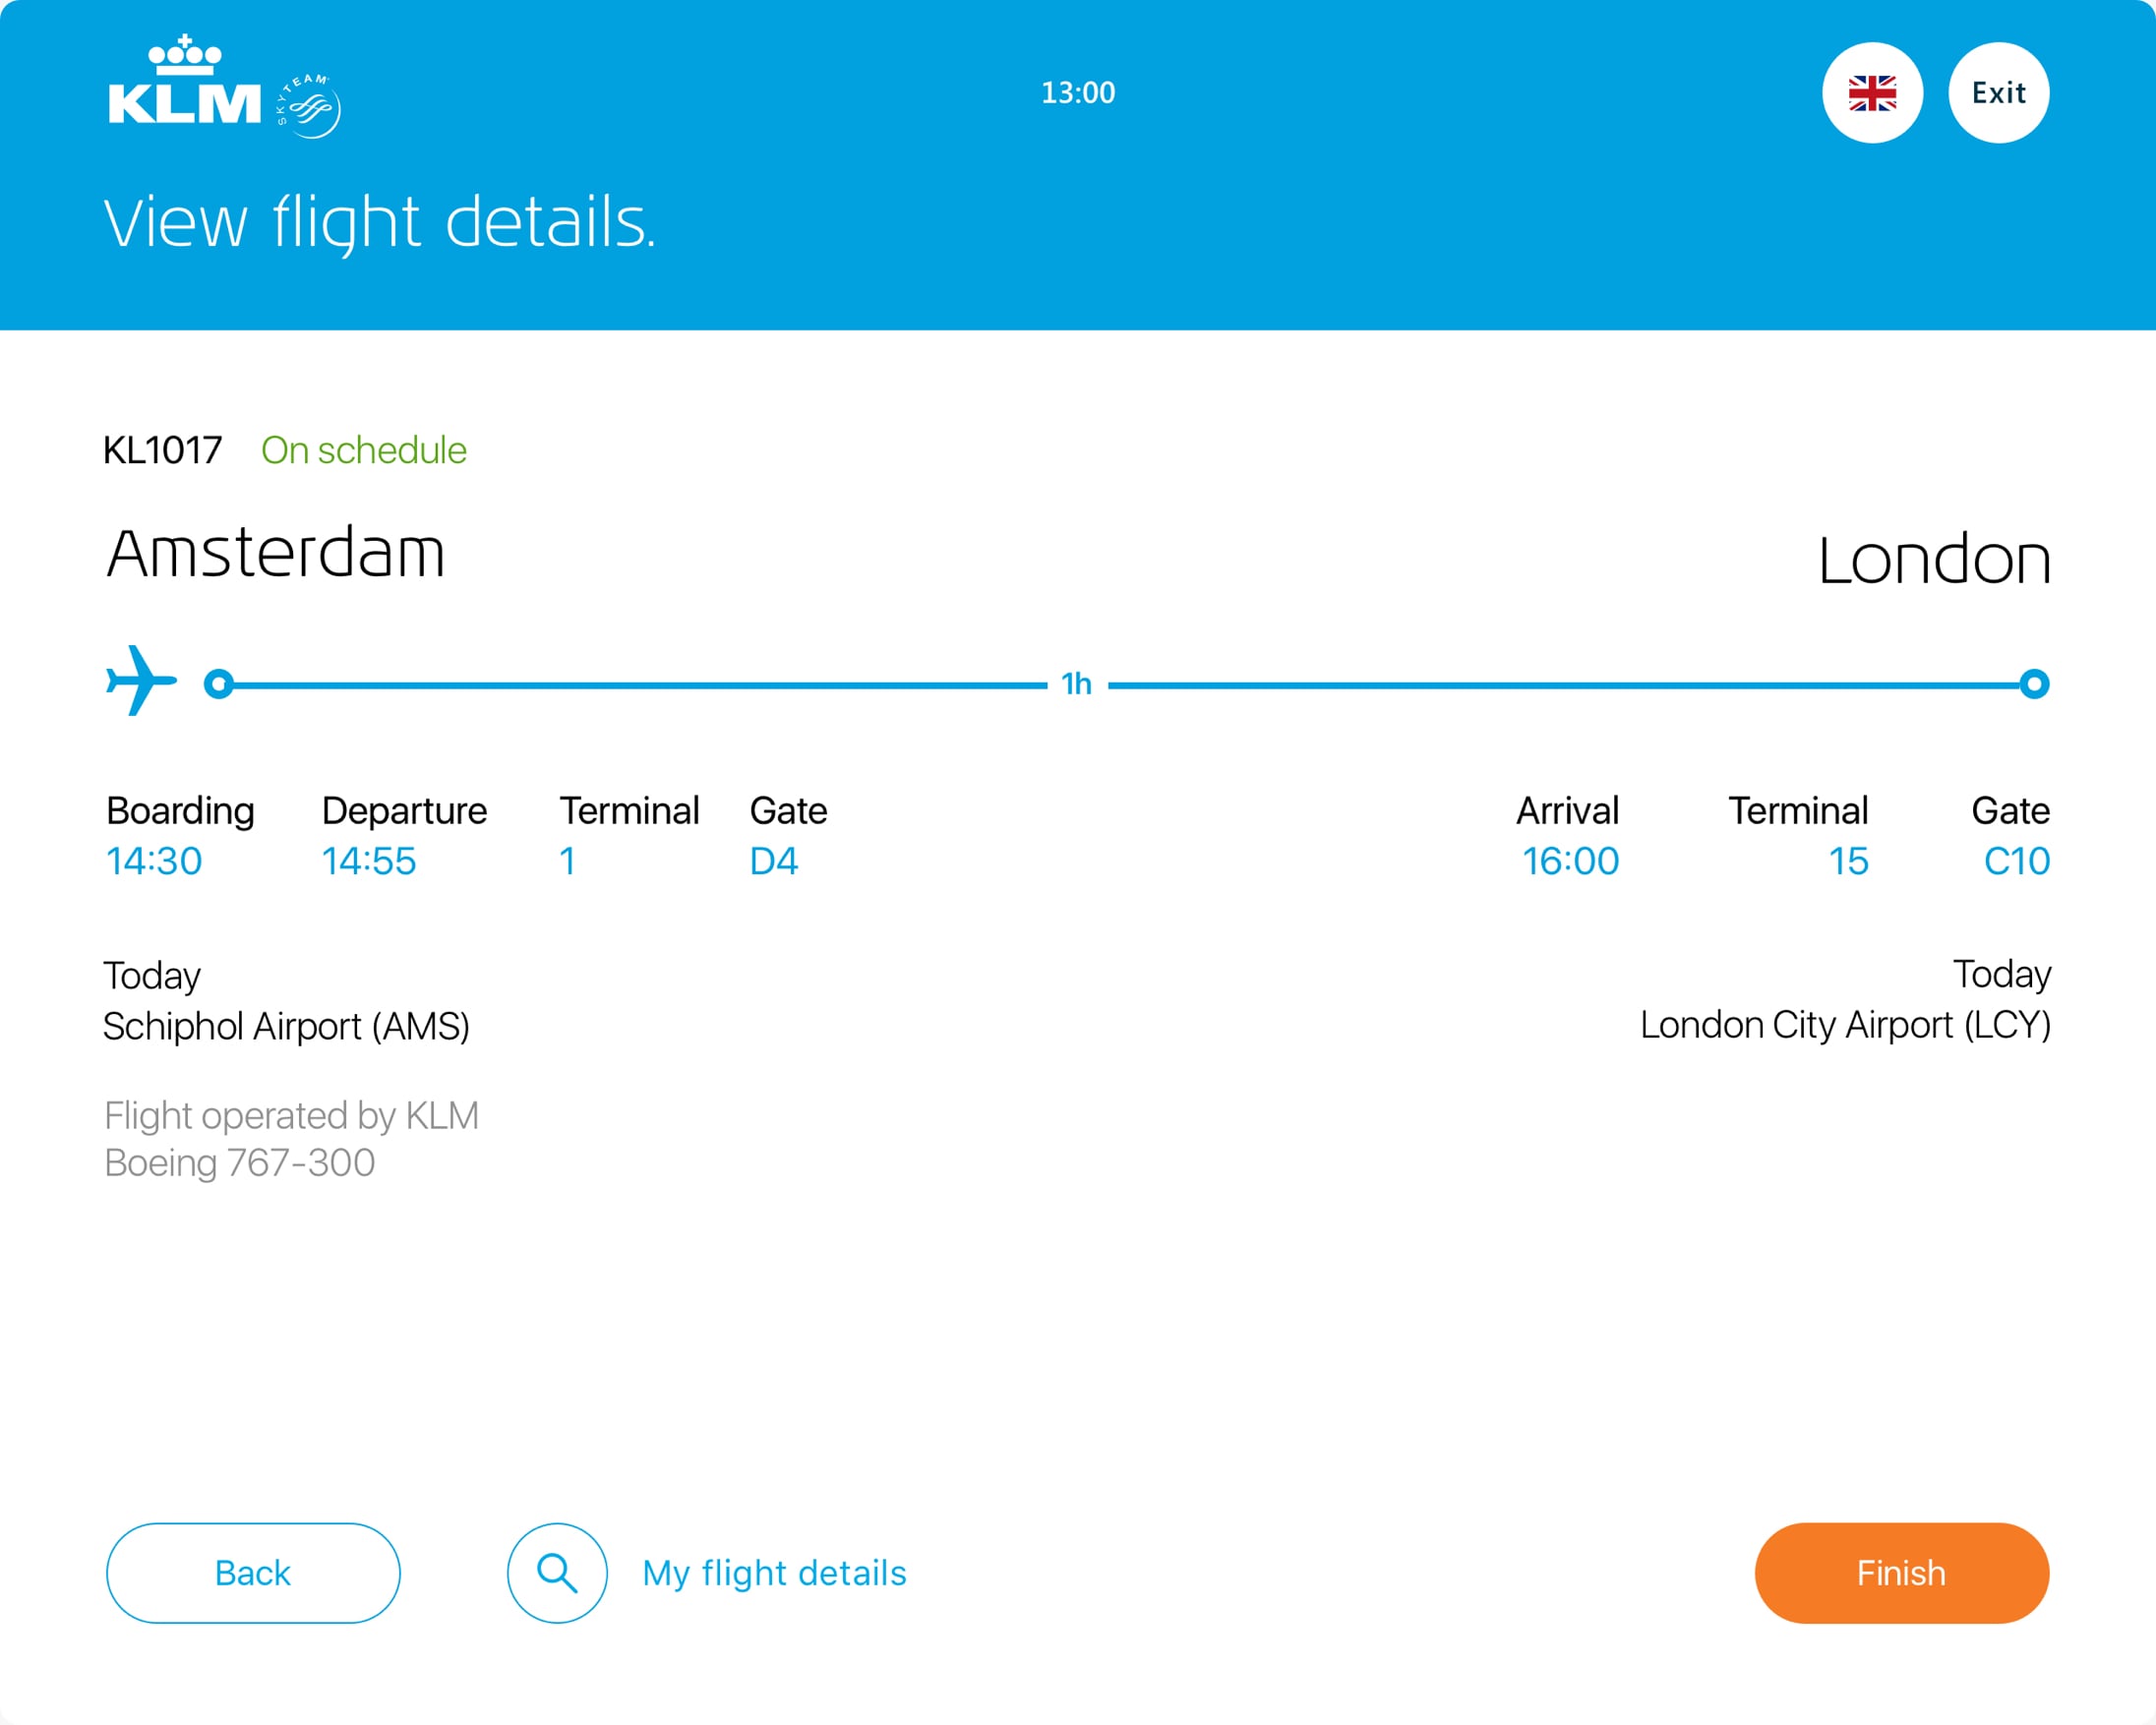 KLM
SKYTEAM
13:00
Exit
View flight details.
KL1017 On schedule
Amsterdam
London
1h
Boarding Departure Terminal Gate
14:30 14:55 1 D4
Arrival Terminal Gate
16:00 15 C10
Today
Schiphol Airport (AMS)
Today
London City Airport (LCY)
Flight operated by KLM
Boeing 767-300
Back
My flight details
Finish